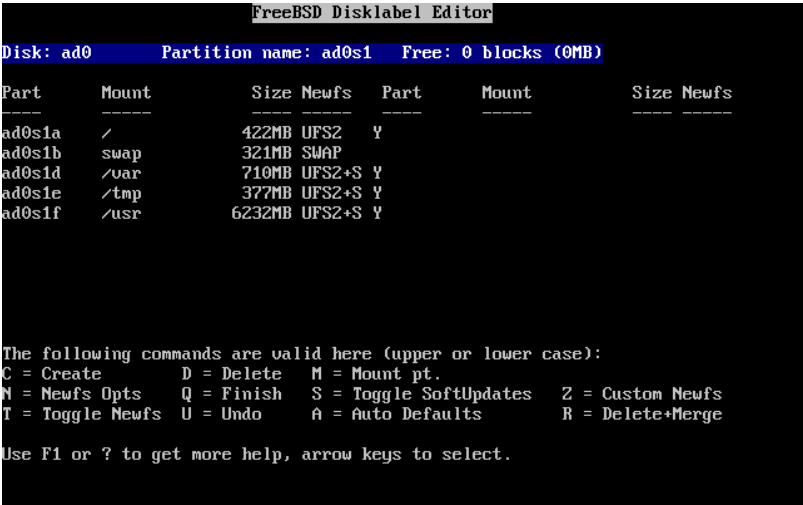 FreeBSD Disklabel Editor
Disk: ad0 Partition name: ad0s1 Free: 0 blocks (0MB)
Part Mount Size Newfs Part Mount Size Newfs
---- ----- ---- ----- ---- ----- ---- -----
ad0s1a / 422MB UFS2 Y
ad0s1b swap 321MB SWAP
ad0s1d /var 710MB UFS2+S Y
ad0s1e /tmp 377MB UFS2+S Y
ad0s1f /usr 6232MB UFS2+S Y
The following commands are valid here (upper or lower case):
C = Create D = Delete M = Mount pt.
N = Newfs Opts Q = Finish S = Toggle SoftUpdates Z = Custom Newfs
T = Toggle Newfs U = Undo A = Auto Defaults R = Delete+Merge
Use F1 or ? to get more help, arrow keys to select.